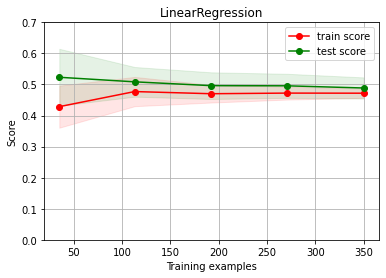 LinearRegression
train score
test score
Score
0.7
0.6
0.5
0.4
0.3
0.2
0.1
0.0
50 100 150 200 250 300 350
Training examples